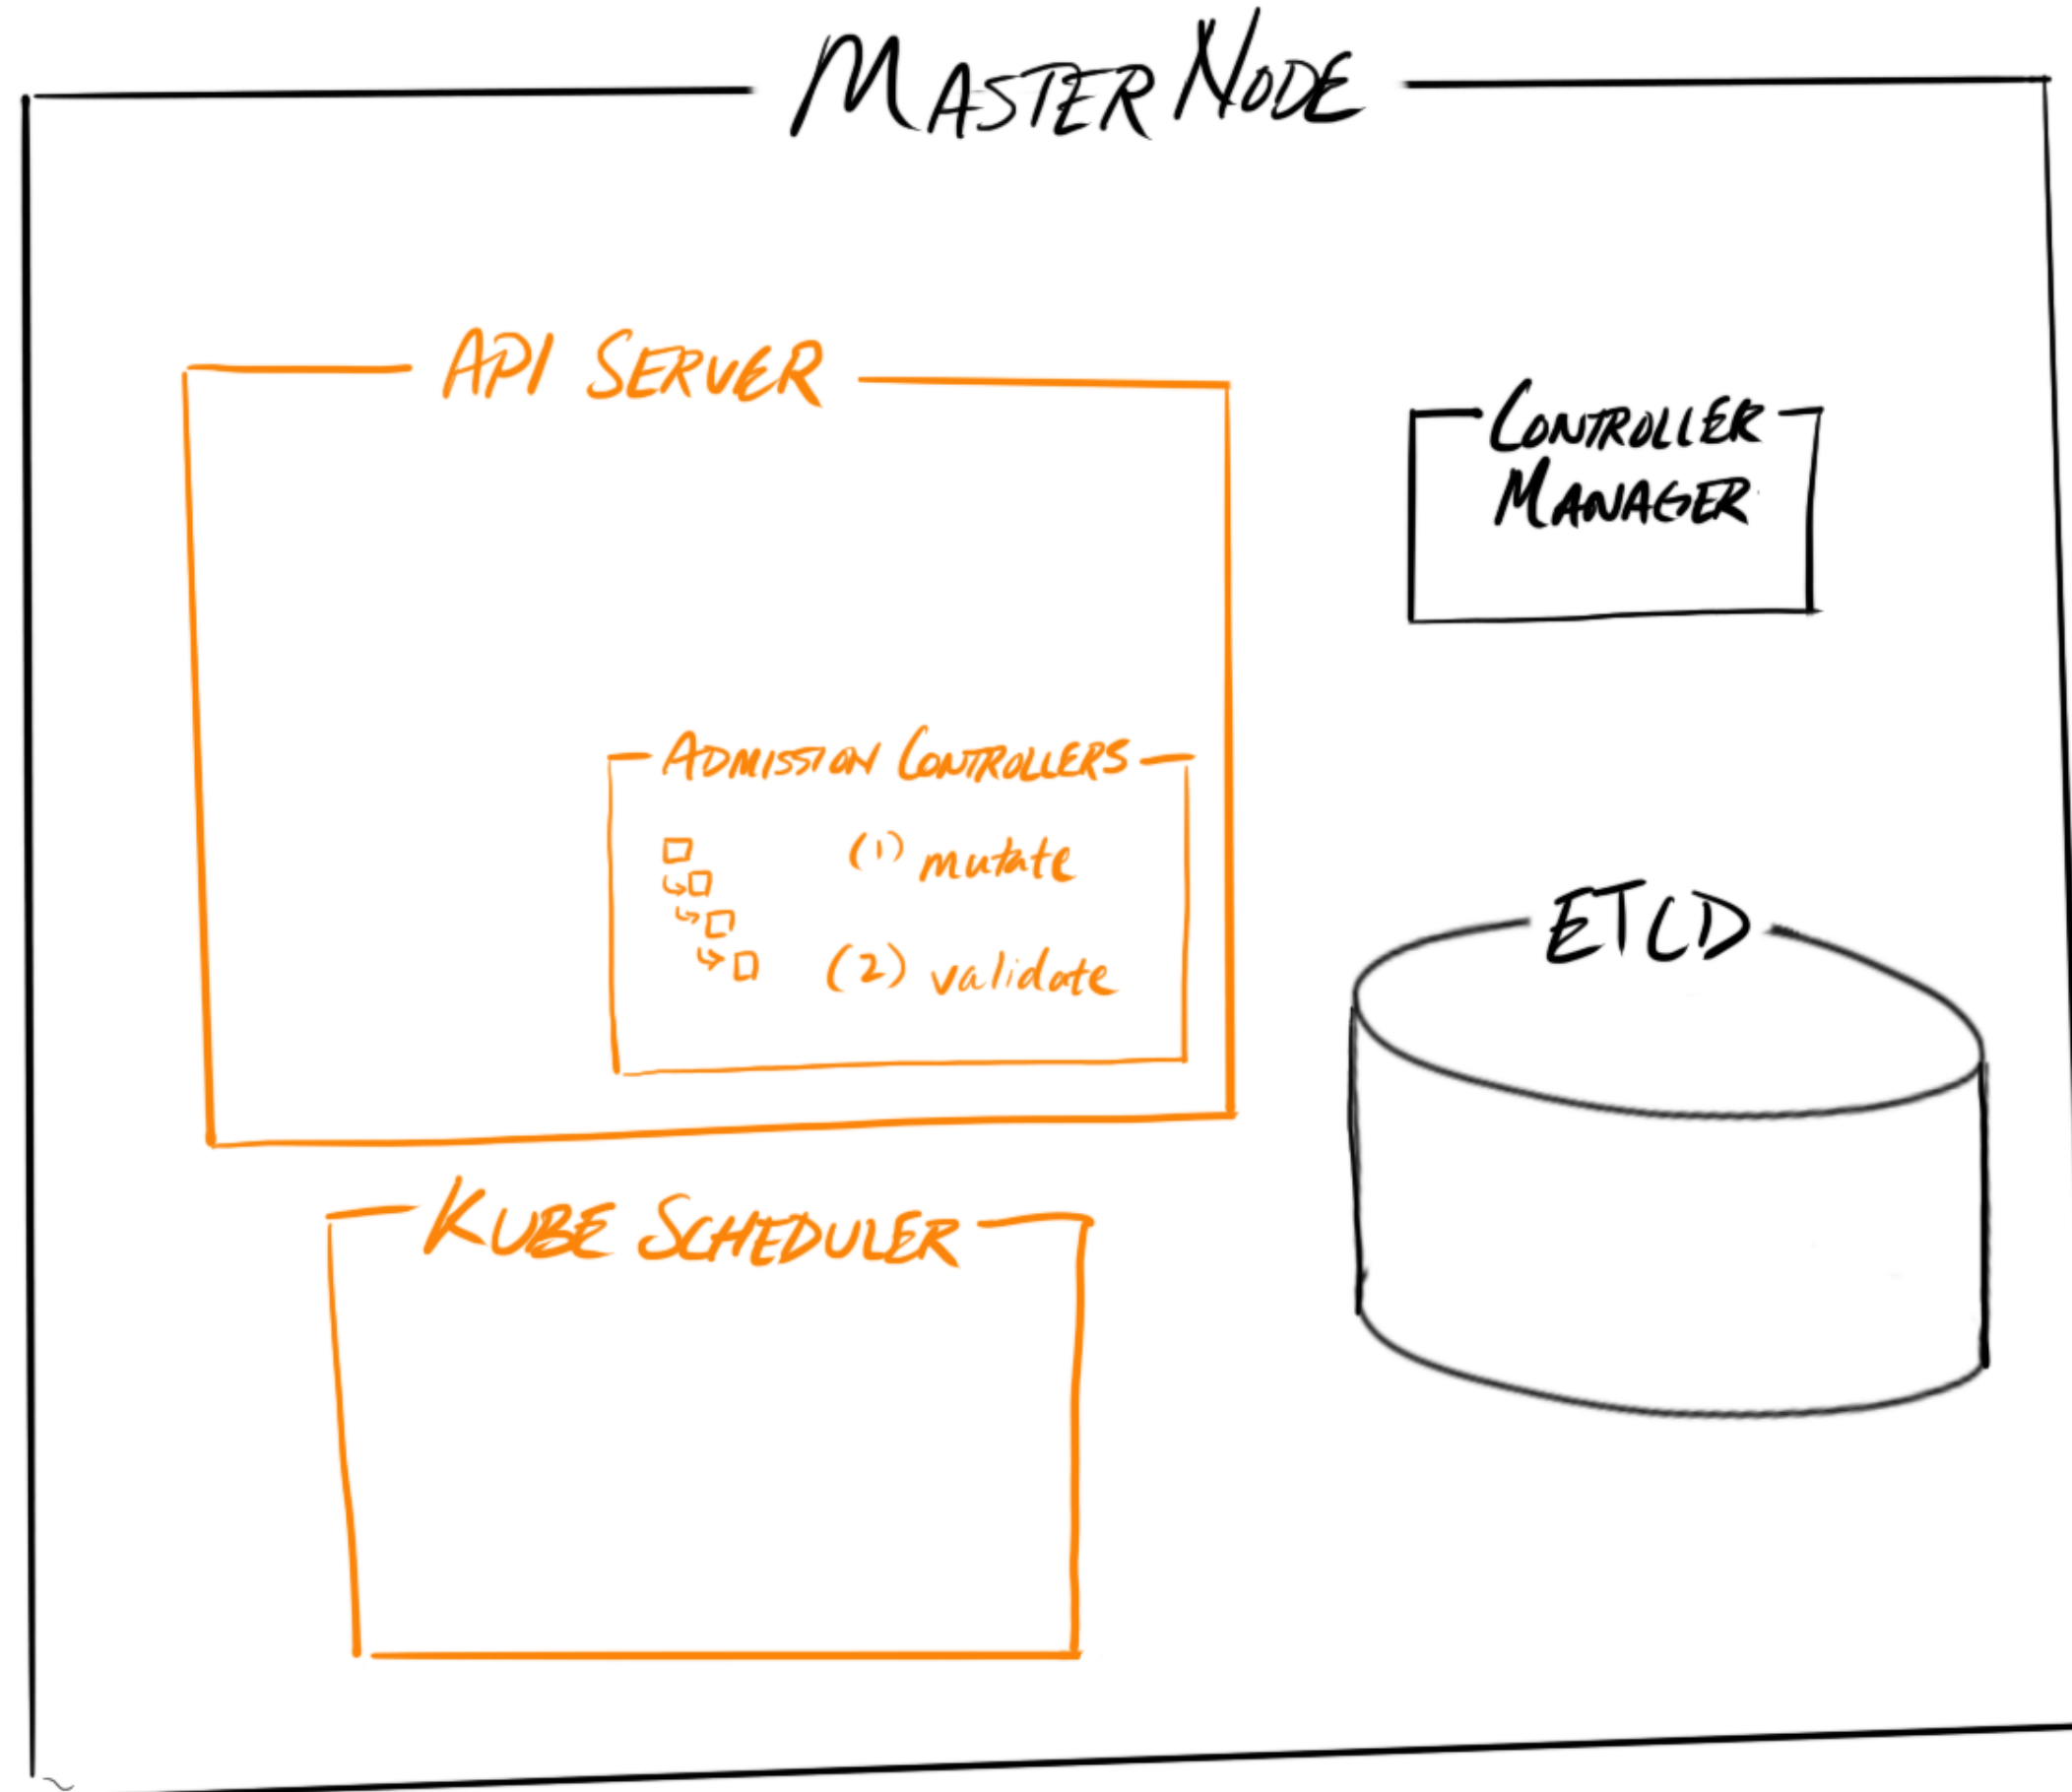 MASTER NODE
API SERVER
CONTROLLER
MANAGER
ADMISSION CONTROLLERS
(1) mutate
(2) validate
ETCD
KUBE SCHEDULER